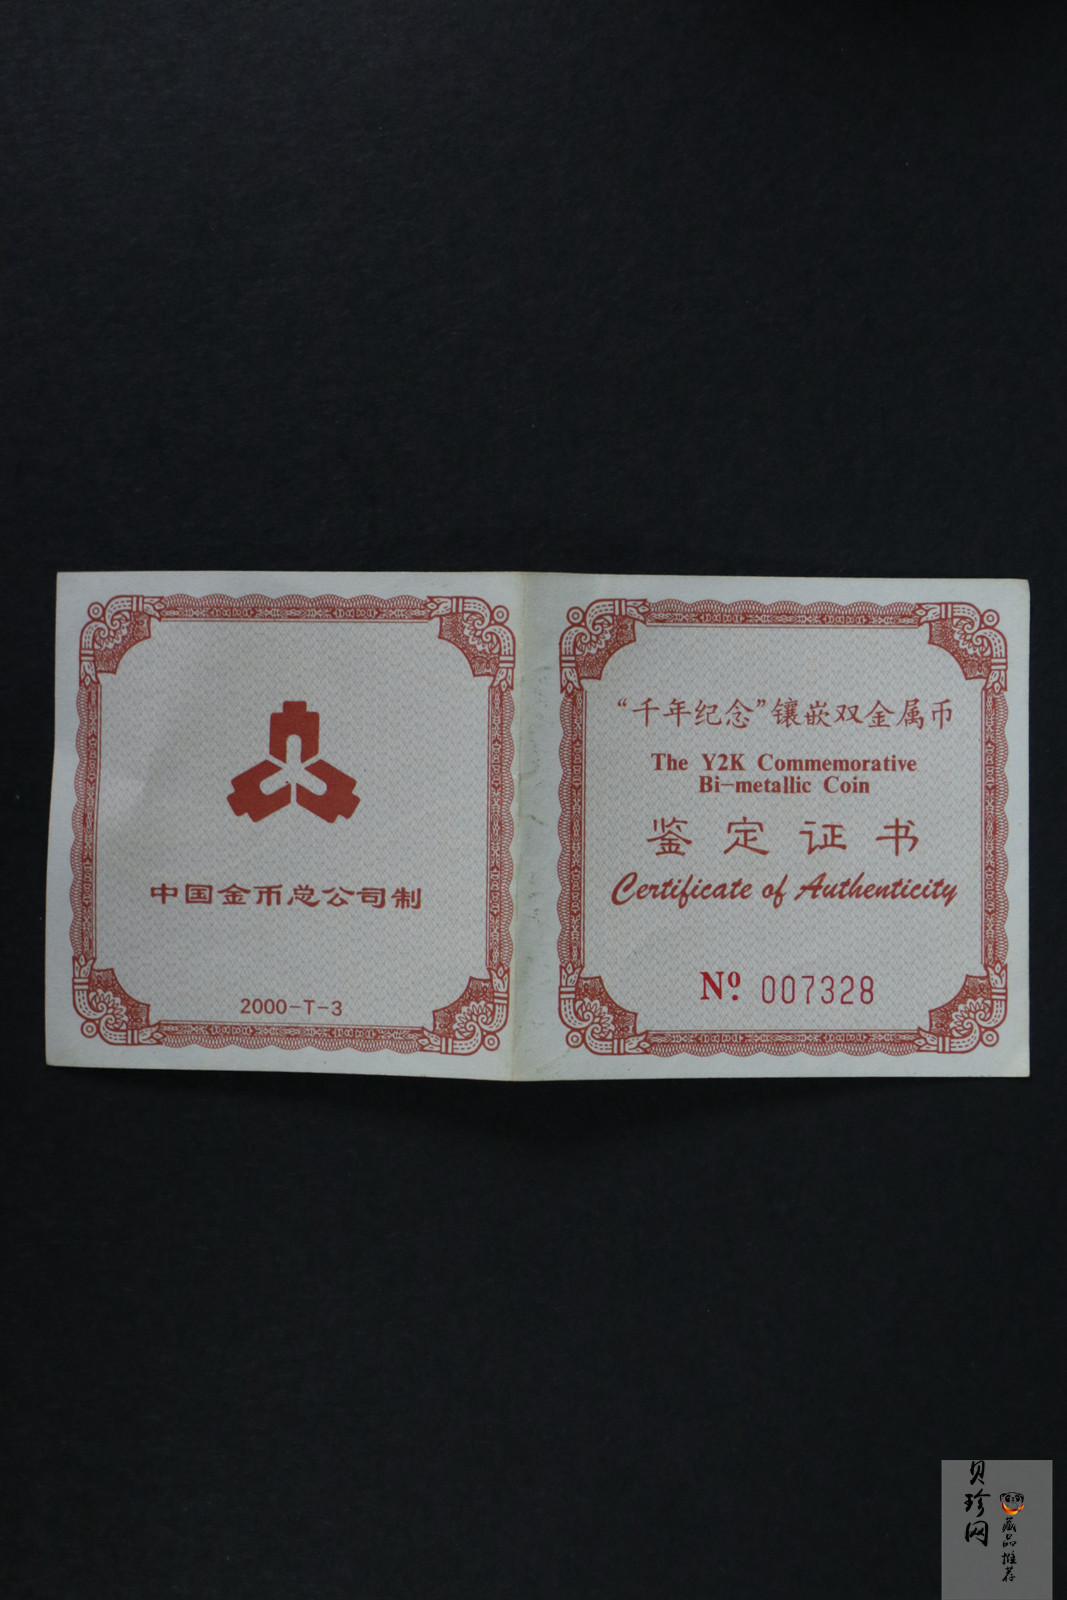 中国金币总公司制
2000-T-3
“千年纪念”镶嵌双金属币
The Y2K Commemorative
Bi-metallic Coin
鉴定证书
Certificate of Authenticity
Nº. 007328
贝珍网
藏品推荐